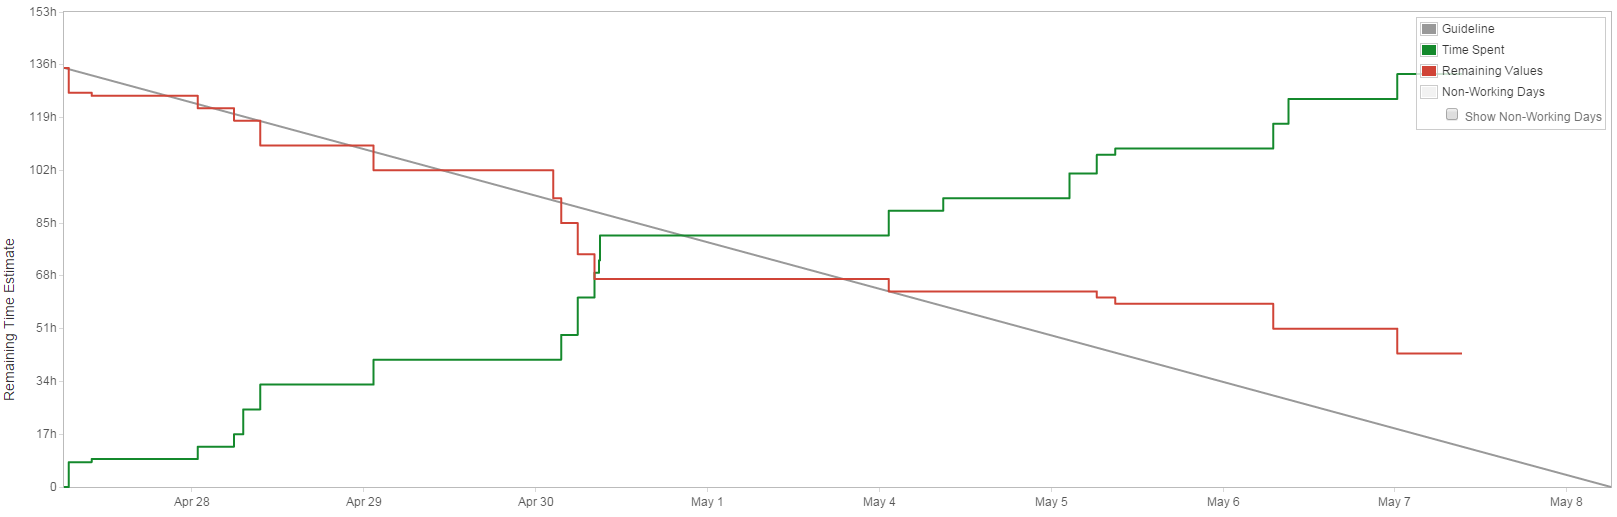 153h
136h
119h
102h
85h
68h
51h
34h
17h
0
Remaining Time Estimate
Guideline
Time Spent
Remaining Values
Non-Working Days
Show Non-Working Days
Apr 28
Apr 29
Apr 30
May 1
May 4
May 5
May 6
May 7
May 8